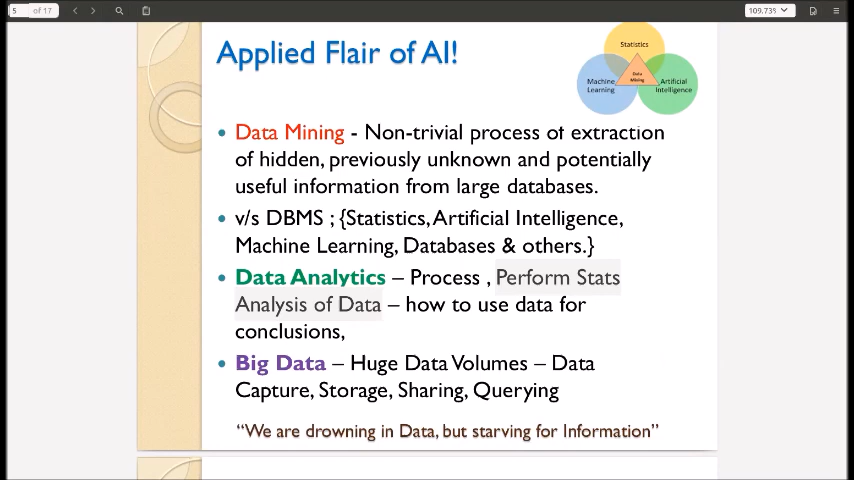 5 of 17
109.73%
Applied Flair of AI!
Statistics
Machine
Learning
Data
Mining
Artificial
Intelligence
• Data Mining - Non-trivial process of extraction
of hidden, previously unknown and potentially
useful information from large databases.
• v/s DBMS ; {Statistics, Artificial Intelligence,
Machine Learning, Databases & others.}
• Data Analytics – Process , Perform Stats
Analysis of Data – how to use data for
conclusions,
• Big Data – Huge Data Volumes – Data
Capture, Storage, Sharing, Querying
“We are drowning in Data, but starving for Information”